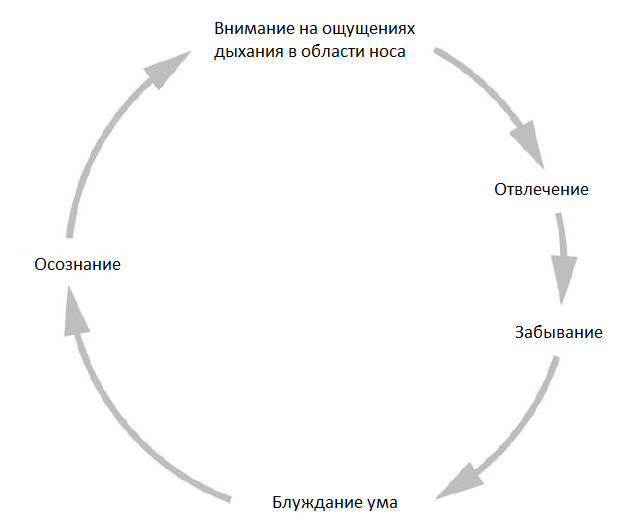 Внимание на ощущениях
дыхания в области носа
Отвлечение
Забывание
Блуждание ума
Осознание